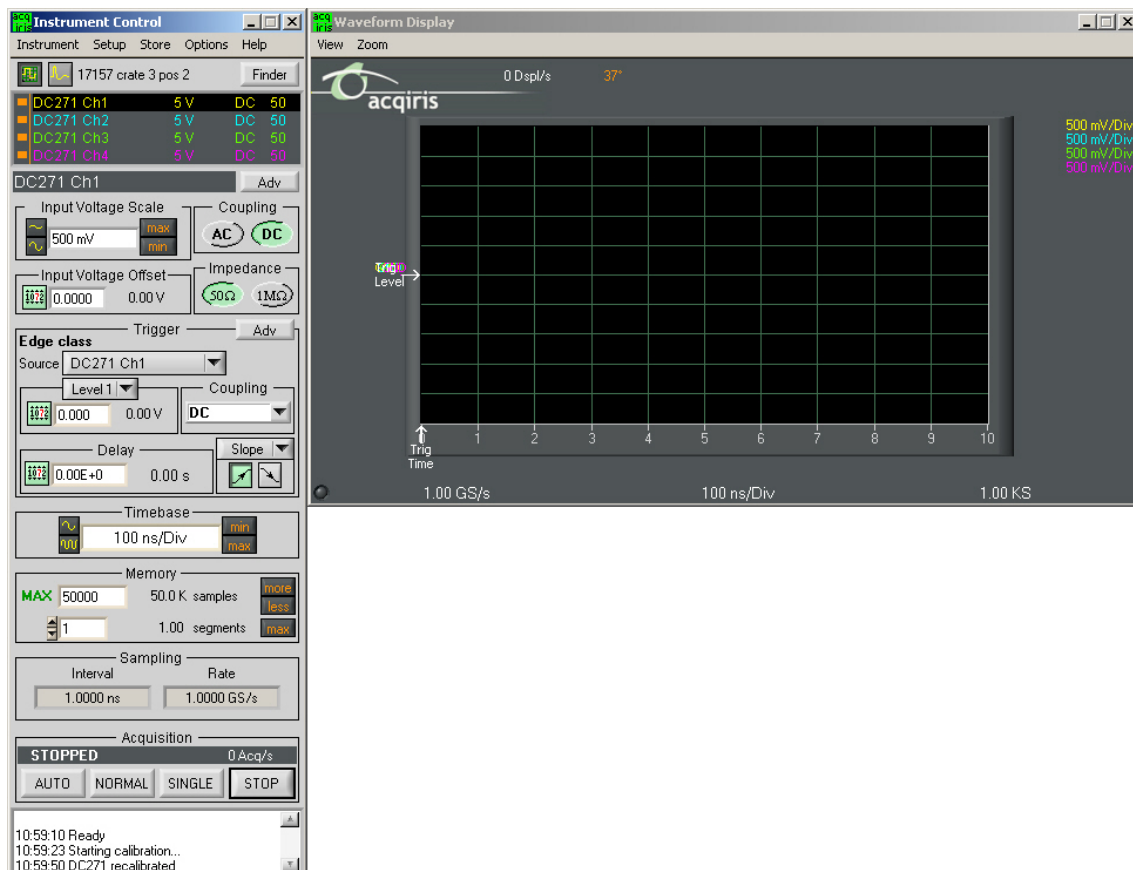 acq iris Instrument Control
Instrument Setup Store Options Help
17157 crate 3 pos 2 Finder
DC271 Ch1 5 V DC 50
DC271 Ch2 5 V DC 50
DC271 Ch3 5 V DC 50
DC271 Ch4 5 V DC 50
DC271 Ch1 Adv
Input Voltage Scale
500 mV max min
Coupling
AC DC
Input Voltage Offset
0.0000 0.00 V
Impedance
50Ω 1MΩ
Trigger Adv
Edge class
Source DC271 Ch1
Level 1
0.000 0.00 V
Coupling
DC
Delay
0.00E+0 0.00 s
Slope
Timebase
100 ns/Div min max
Memory
MAX 50000 50.0 K samples more less
1 1.00 segments max
Sampling
Interval Rate
1.0000 ns 1.0000 GS/s
Acquisition
STOPPED 0 Acq/s
AUTO NORMAL SINGLE STOP
10:59:10 Ready
10:59:23 Starting calibration...
10:59:50 DC271 recalibrated
acq iris Waveform Display
View Zoom
acqiris
0 Dspl/s 37°
500 mV/Div
500 mV/Div
500 mV/Div
500 mV/Div
Trig
Level
1 2 3 4 5 6 7 8 9 10
Trig
Time
1.00 GS/s 100 ns/Div 1.00 KS